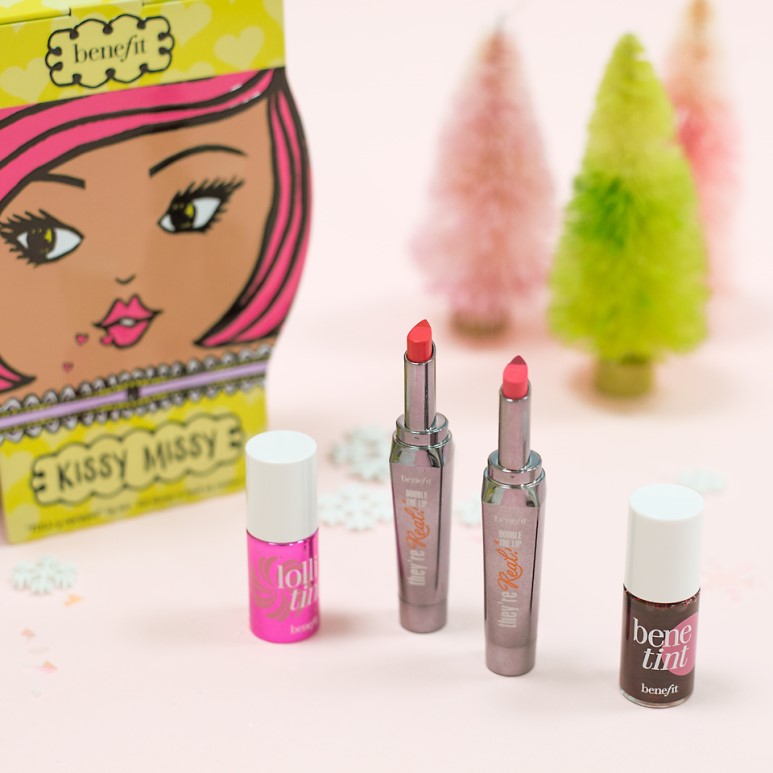 benefit
KISSY MISSY
lolli
tint
benefit
benefit
DOUBLE
THE LIP
they're Real!
benefit
DOUBLE
THE LIP
they're Real!
bene
tint
benefit